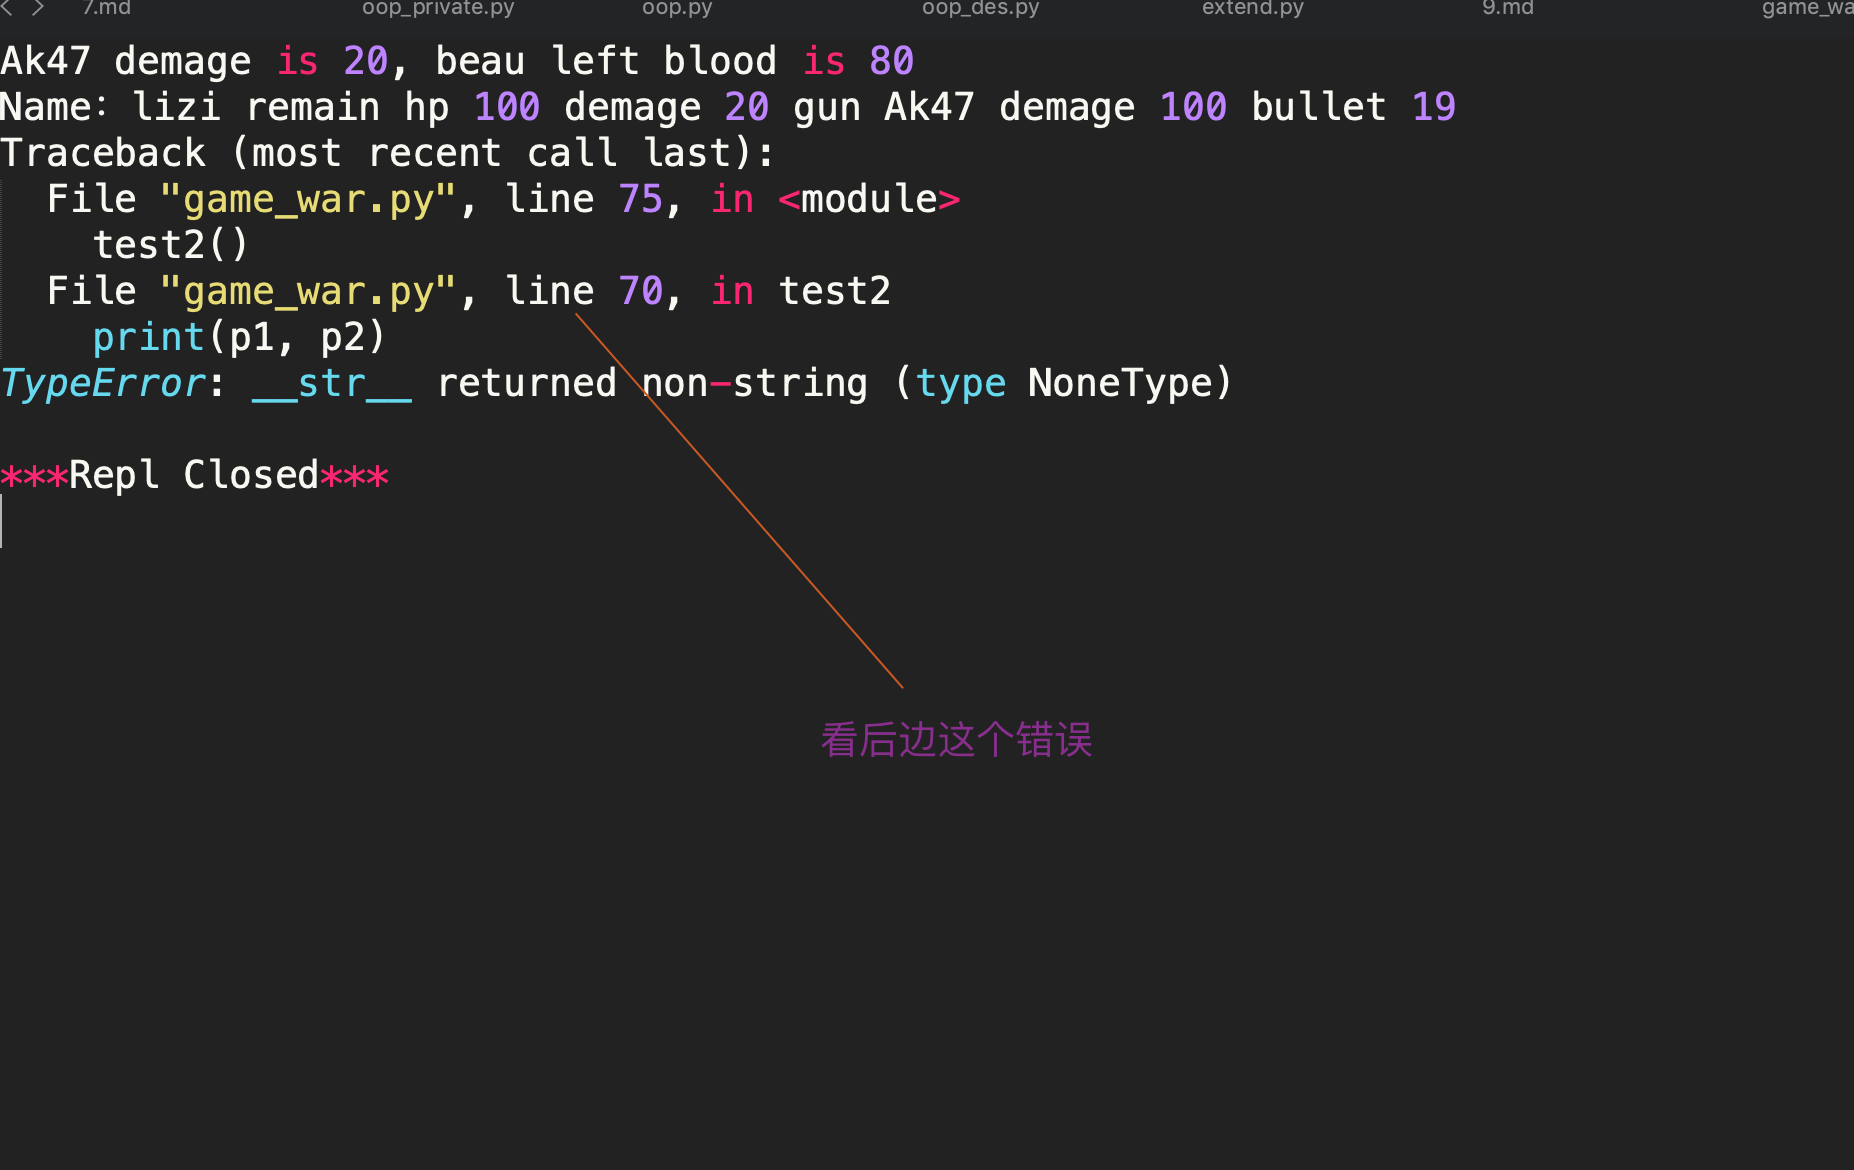 7.md oop_private.py oop.py oop_des.py extend.py 9.md game_wa
Ak47 demage is 20, beau left blood is 80
Name: lizi remain hp 100 demage 20 gun Ak47 demage 100 bullet 19
Traceback (most recent call last):
File "game_war.py", line 75, in <module>
test2()
File "game_war.py", line 70, in test2
print(p1, p2)
TypeError: __str__ returned non-string (type NoneType)
***Repl Closed***
看后边这个错误